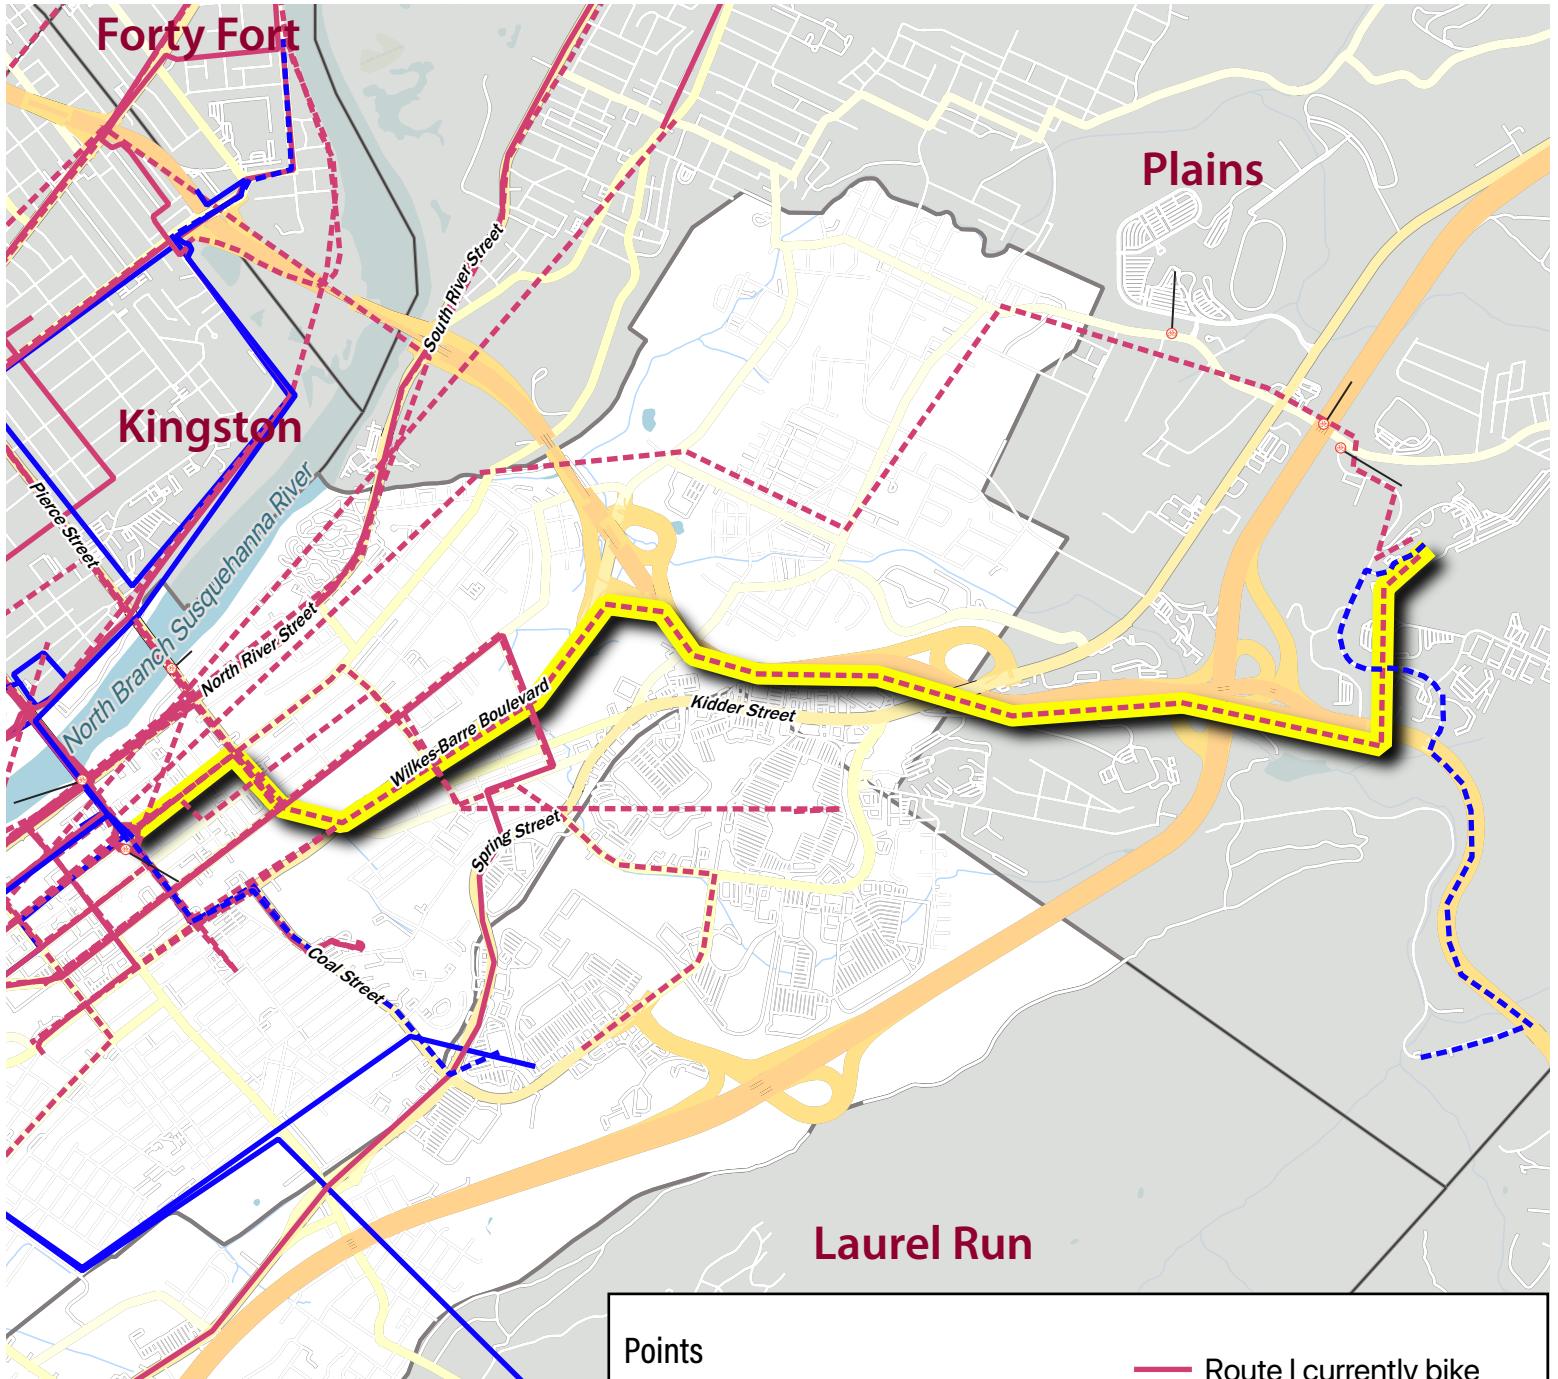 Forty Fort
Plains
South River Street
Kingston
Pierce Street
North Branch Susquehanna River
North River Street
Kidder Street
Wilkes-Barre Boulevard
Spring Street
Coal Street
Laurel Run
Points
Route I currently bike